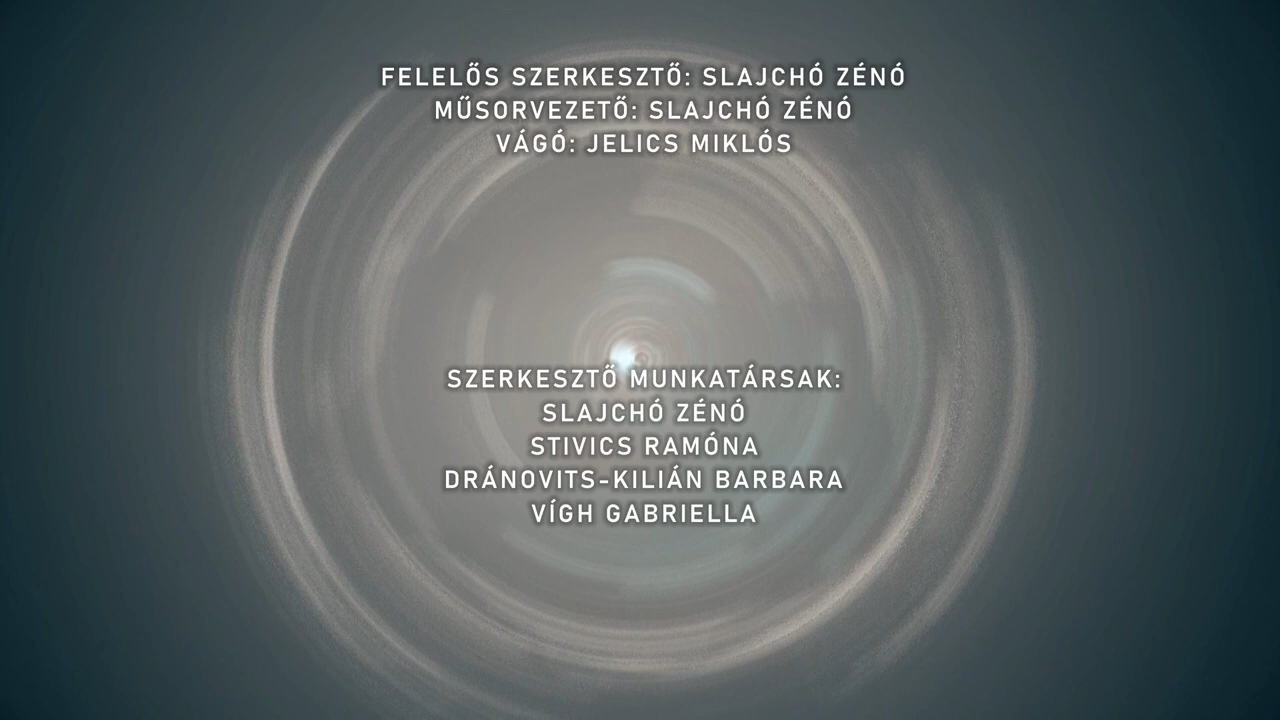 FELELŐS SZERKESZTŐ: SLAJCHÓ ZÉNÓ
MŰSORVEZETŐ: SLAJCHÓ ZÉNÓ
VÁGÓ: JELICS MIKLÓS
SZERKESZTŐ MUNKATÁRSAK:
SLAJCHÓ ZÉNÓ
STIVICS RAMÓNA
DRÁNOVITS-KILIÁN BARBARA
VÍGH GABRIELLA